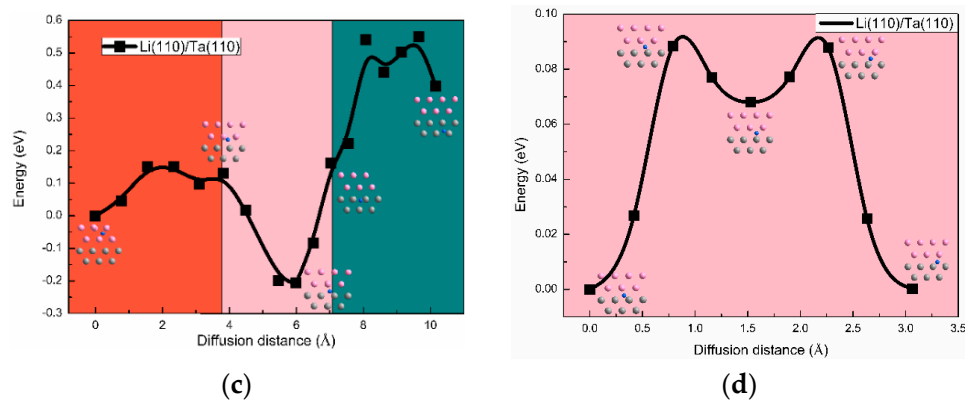 0.6
0.5
0.4
0.3
0.2
0.1
0.0
-0.1
-0.2
-0.3
Energy (eV)
Li(110)/Ta(110)
0 2 4 6 8 10
Diffusion distance (Å)
(c)
0.10
0.08
0.06
0.04
0.02
0.00
Energy (eV)
Li(110)/Ta(110)
0.0 0.5 1.0 1.5 2.0 2.5 3.0 3.5
Diffusion distance (Å)
(d)